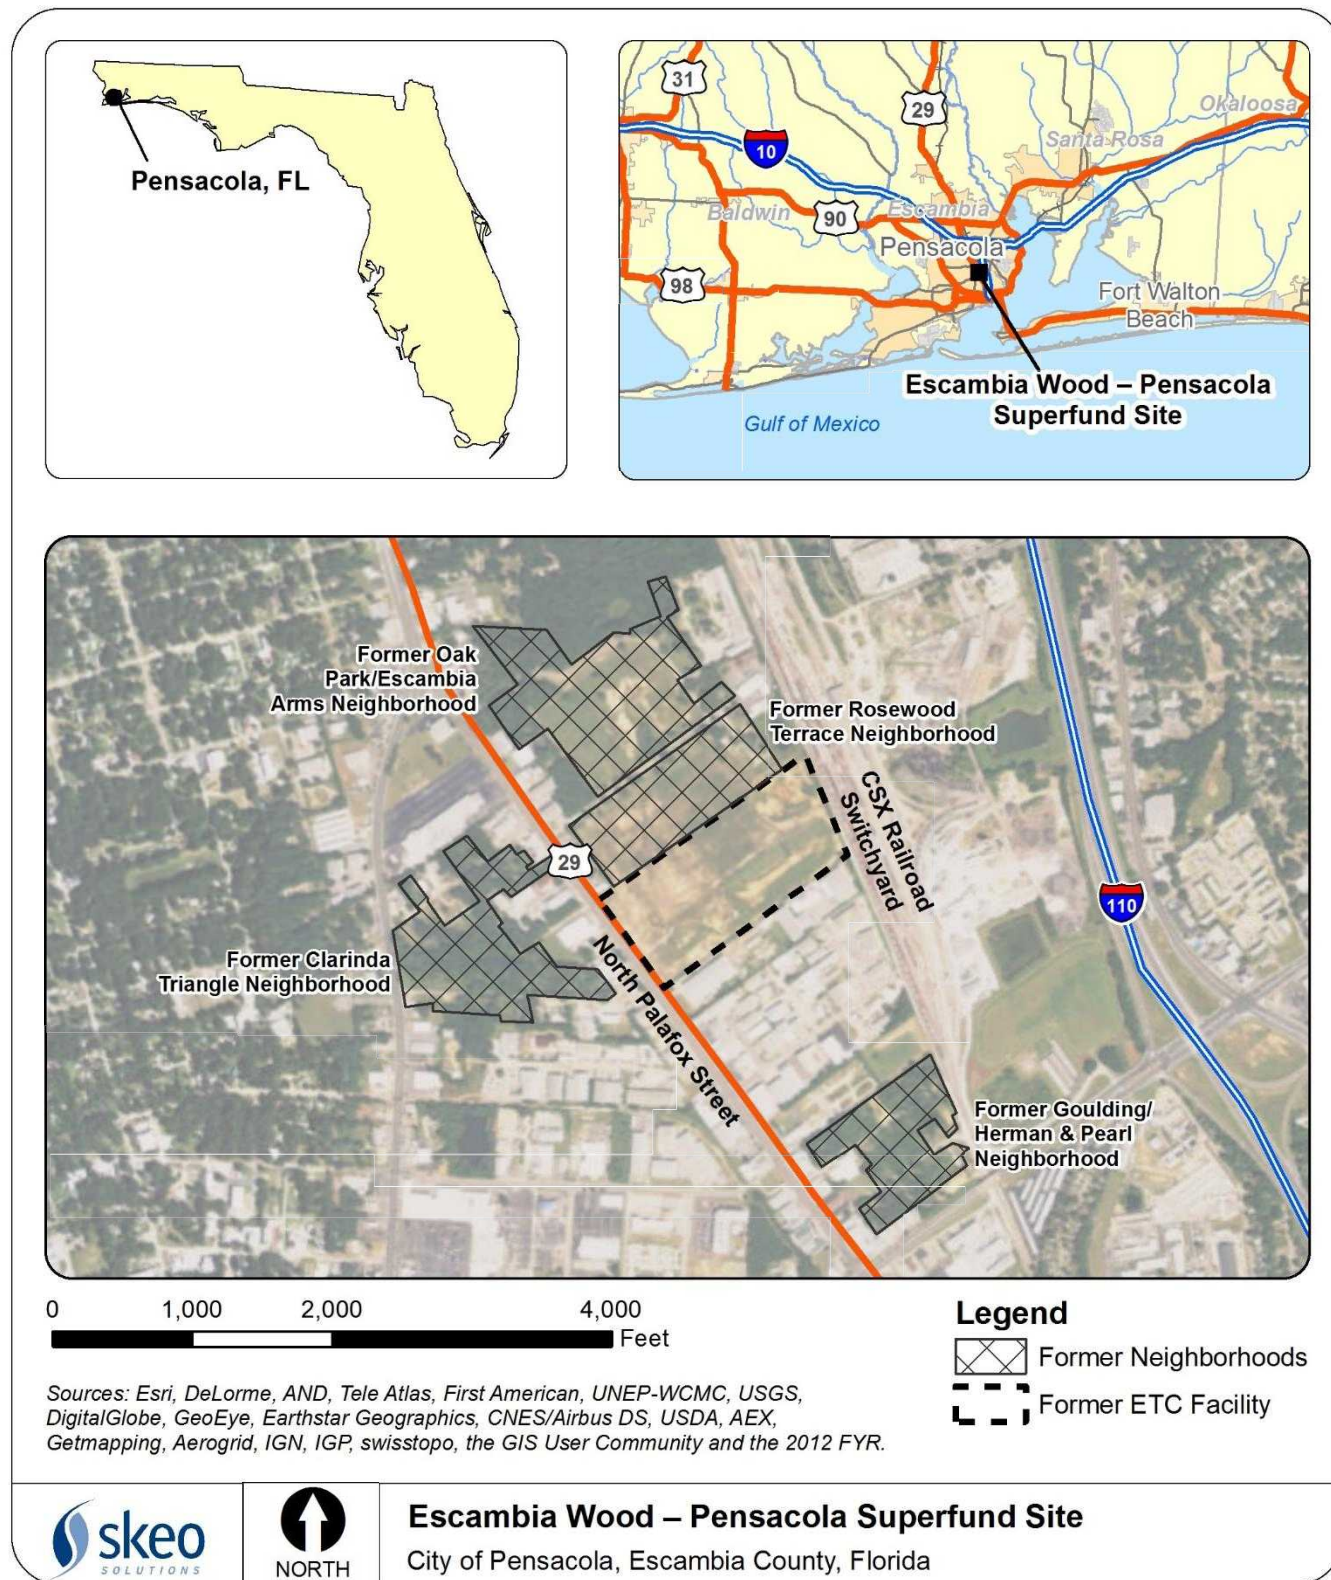 Pensacola, FL
31
29
10
Okaloosa
Santa Rosa
Baldwin
90
Escambia
Pensacola
98
Fort Walton
Beach
Escambia Wood – Pensacola
Superfund Site
Gulf of Mexico
Former Oak
Park/Escambia
Arms Neighborhood
Former Rosewood
Terrace Neighborhood
CSX Railroad
Switchyard
29
110
Former Clarinda
Triangle Neighborhood
North Palafox Street
Former Goulding/
Herman & Pearl
Neighborhood
0 1,000 2,000 4,000
Feet
Legend
Former Neighborhoods
Former ETC Facility
Sources: Esri, DeLorme, AND, Tele Atlas, First American, UNEP-WCMC, USGS,
DigitalGlobe, GeoEye, Earthstar Geographics, CNES/Airbus DS, USDA, AEX,
Getmapping, Aerogrid, IGN, IGP, swisstopo, the GIS User Community and the 2012 FYR.
skeo
SOLUTIONS
NORTH
Escambia Wood – Pensacola Superfund Site
City of Pensacola, Escambia County, Florida